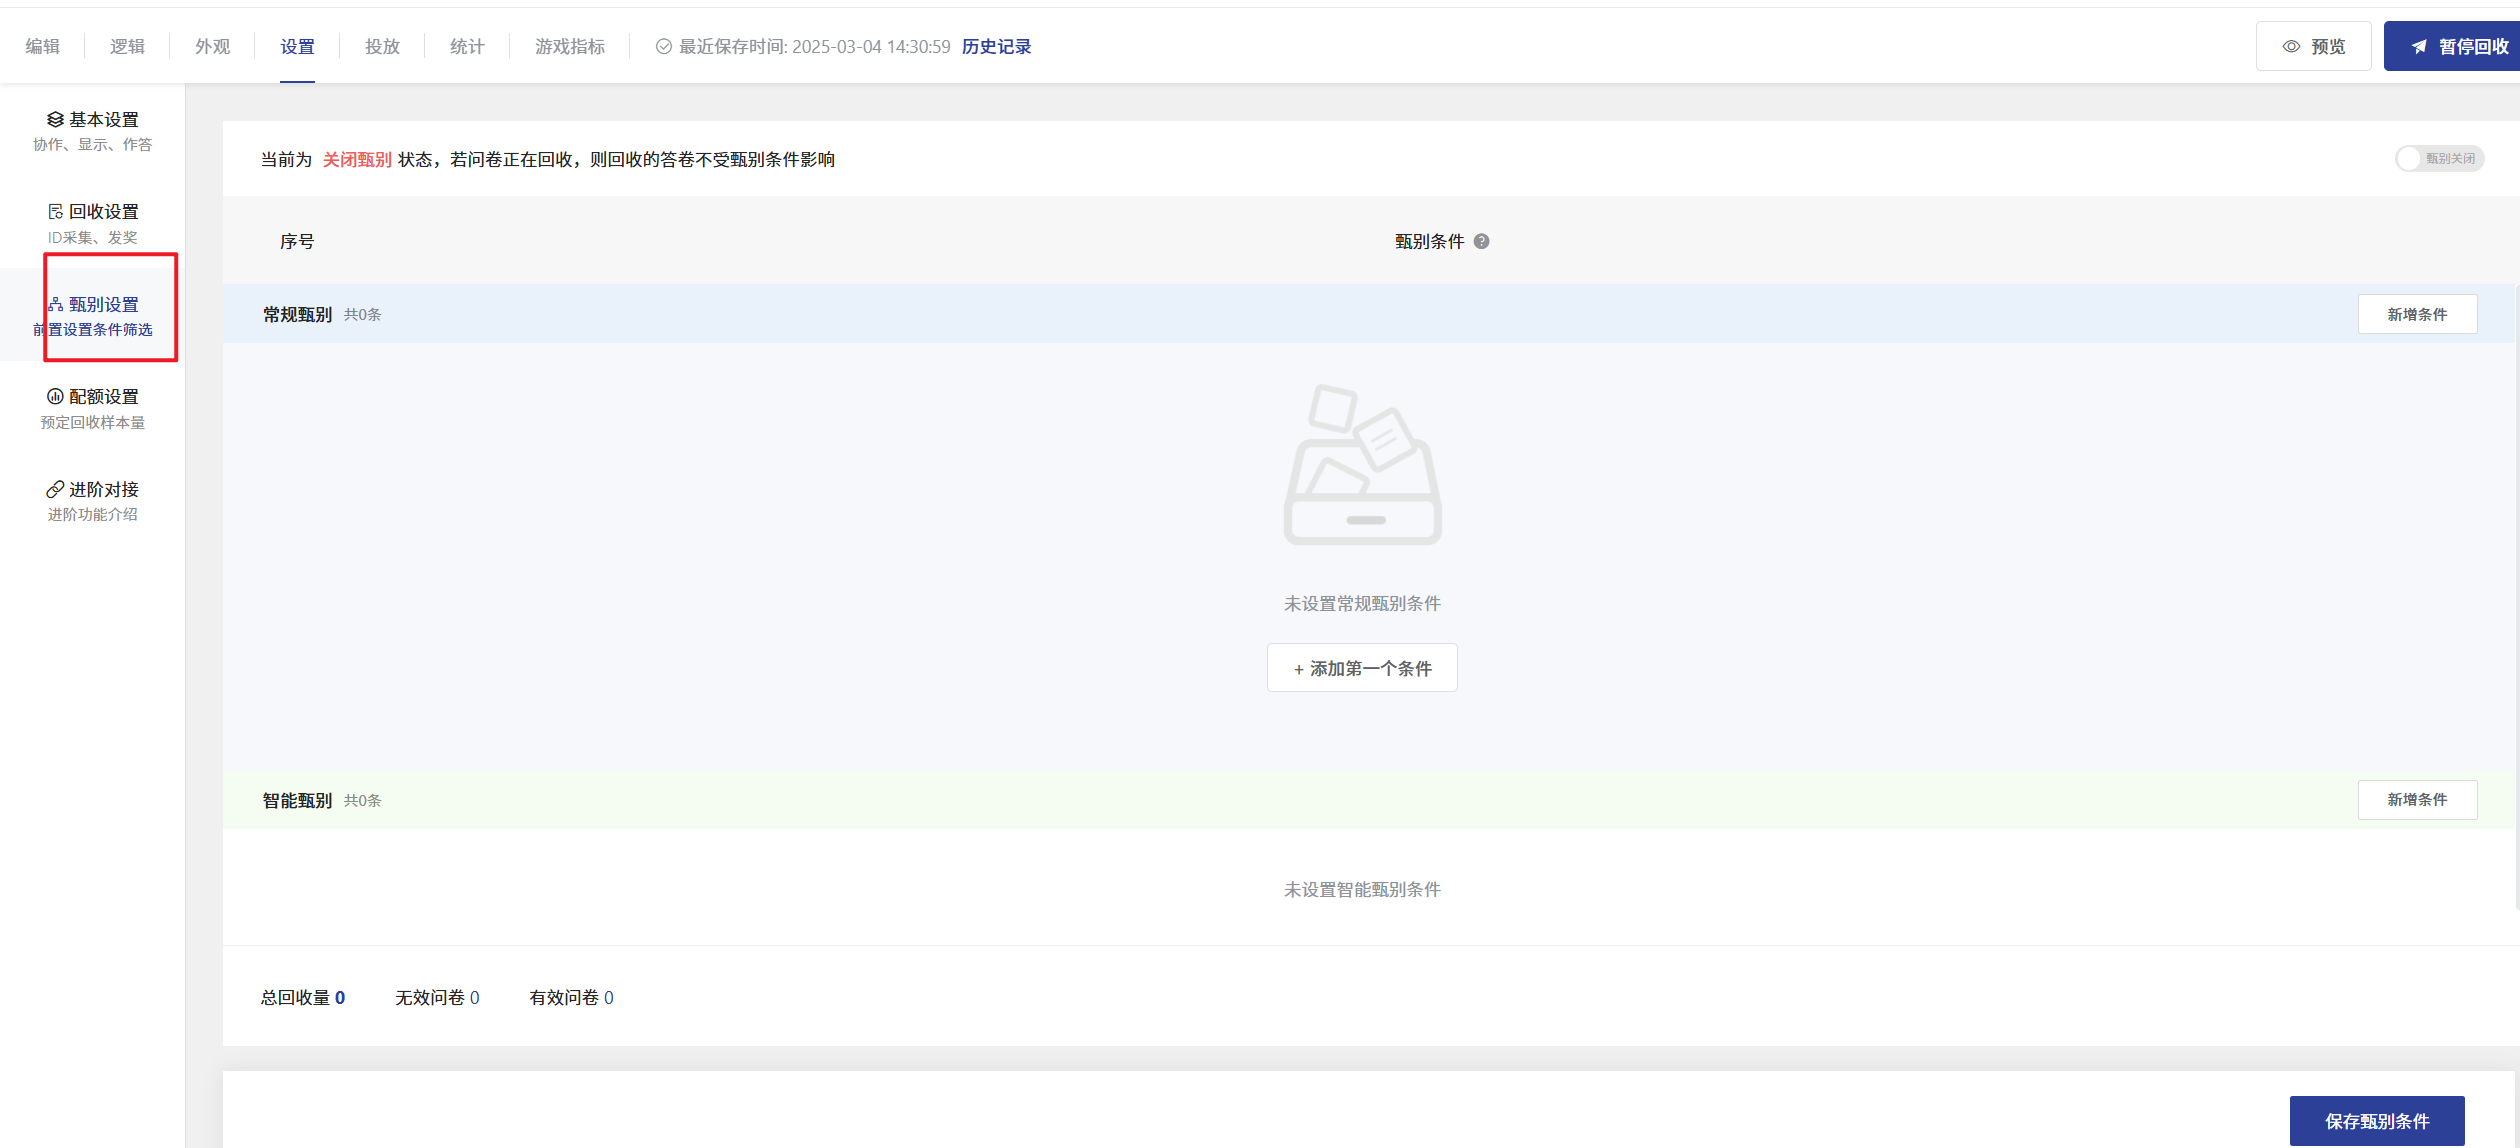 编辑 逻辑 外观 设置 投放 统计 游戏指标 最近保存时间: 2025-03-04 14:30:59 历史记录 预览 暂停回收
基本设置
协作、显示、作答
回收设置
ID采集、发奖
甄别设置
前置设置条件筛选
配额设置
预定回收样本量
进阶对接
进阶功能介绍
当前为 关闭甄别 状态，若问卷正在回收，则回收的答卷不受甄别条件影响 甄别关闭
序号 甄别条件 ?
常规甄别 共0条 新增条件
未设置常规甄别条件
+ 添加第一个条件
智能甄别 共0条 新增条件
未设置智能甄别条件
总回收量 0 无效问卷 0 有效问卷 0
保存甄别条件